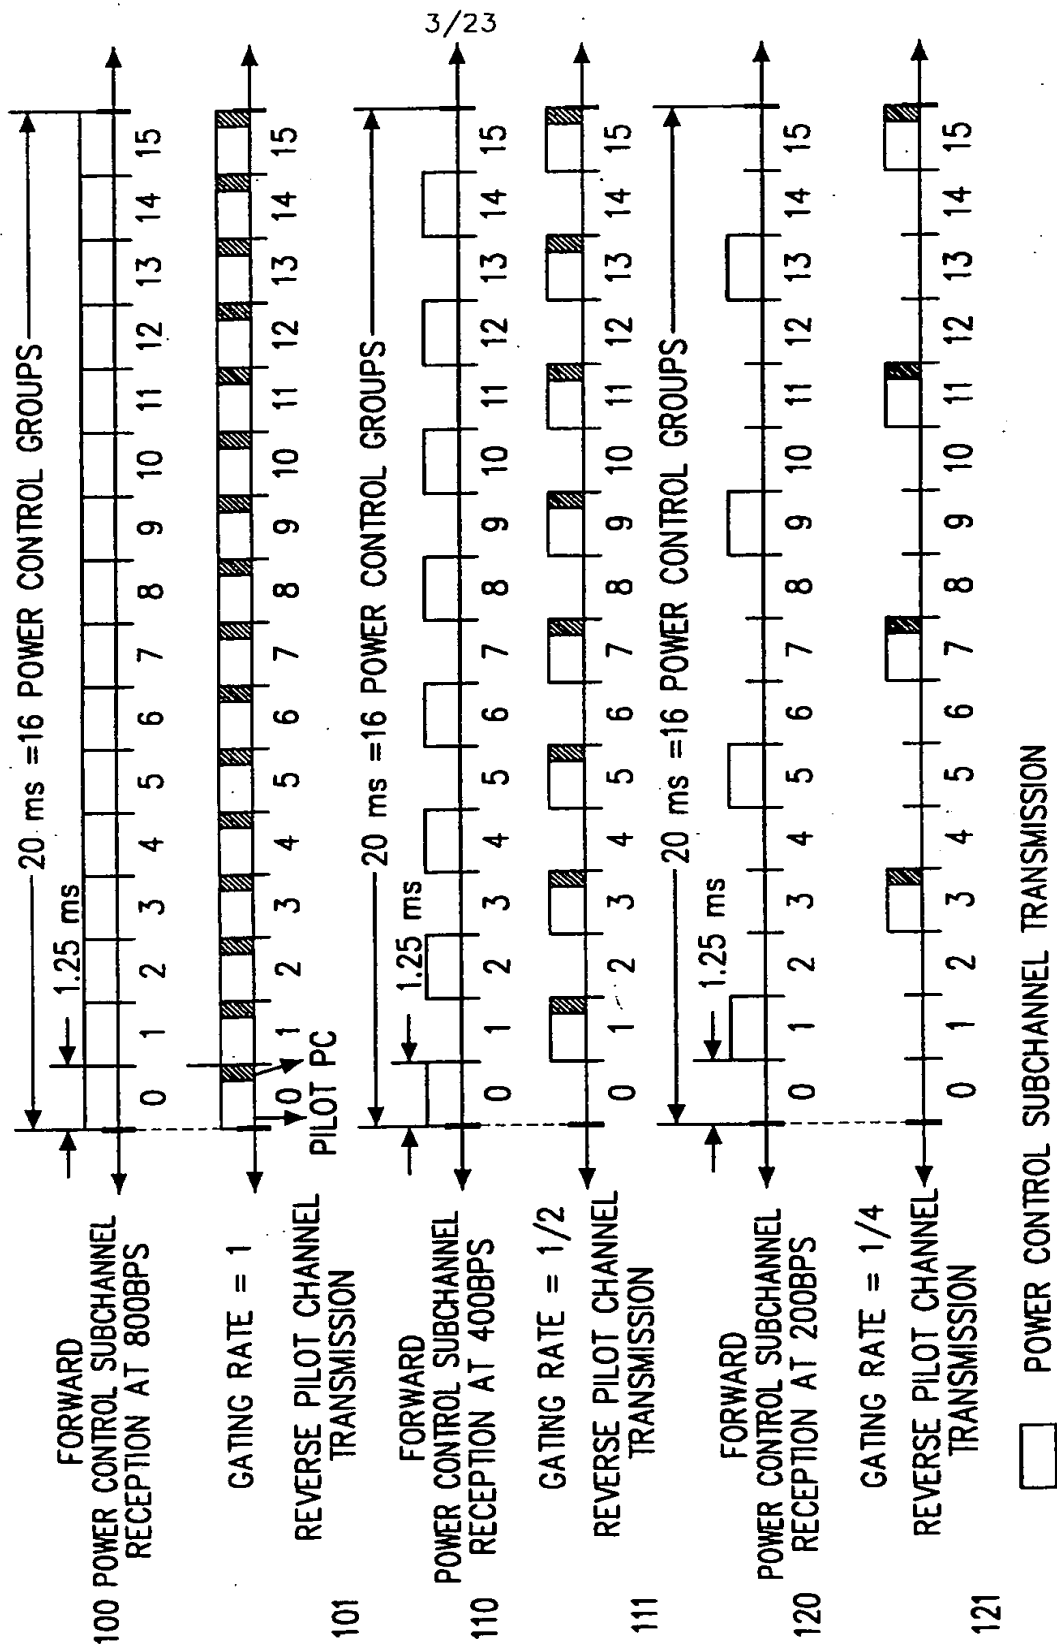 3/23
FORWARD
100 POWER CONTROL SUBCHANNEL
RECEPTION AT 800BPS
20 ms =16 POWER CONTROL GROUPS
1.25 ms
0 1 2 3 4 5 6 7 8 9 10 11 12 13 14 15
GATING RATE = 1
101 REVERSE PILOT CHANNEL
TRANSMISSION
0 1 2 3 4 5 6 7 8 9 10 11 12 13 14 15
PILOT PC
FORWARD
110 POWER CONTROL SUBCHANNEL
RECEPTION AT 400BPS
20 ms =16 POWER CONTROL GROUPS
1.25 ms
0 1 2 3 4 5 6 7 8 9 10 11 12 13 14 15
GATING RATE = 1/2
111 REVERSE PILOT CHANNEL
TRANSMISSION
0 1 2 3 4 5 6 7 8 9 10 11 12 13 14 15
FORWARD
120 POWER CONTROL SUBCHANNEL
RECEPTION AT 200BPS
20 ms =16 POWER CONTROL GROUPS
1.25 ms
0 1 2 3 4 5 6 7 8 9 10 11 12 13 14 15
GATING RATE = 1/4
121 REVERSE PILOT CHANNEL
TRANSMISSION
0 1 2 3 4 5 6 7 8 9 10 11 12 13 14 15
POWER CONTROL SUBCHANNEL TRANSMISSION